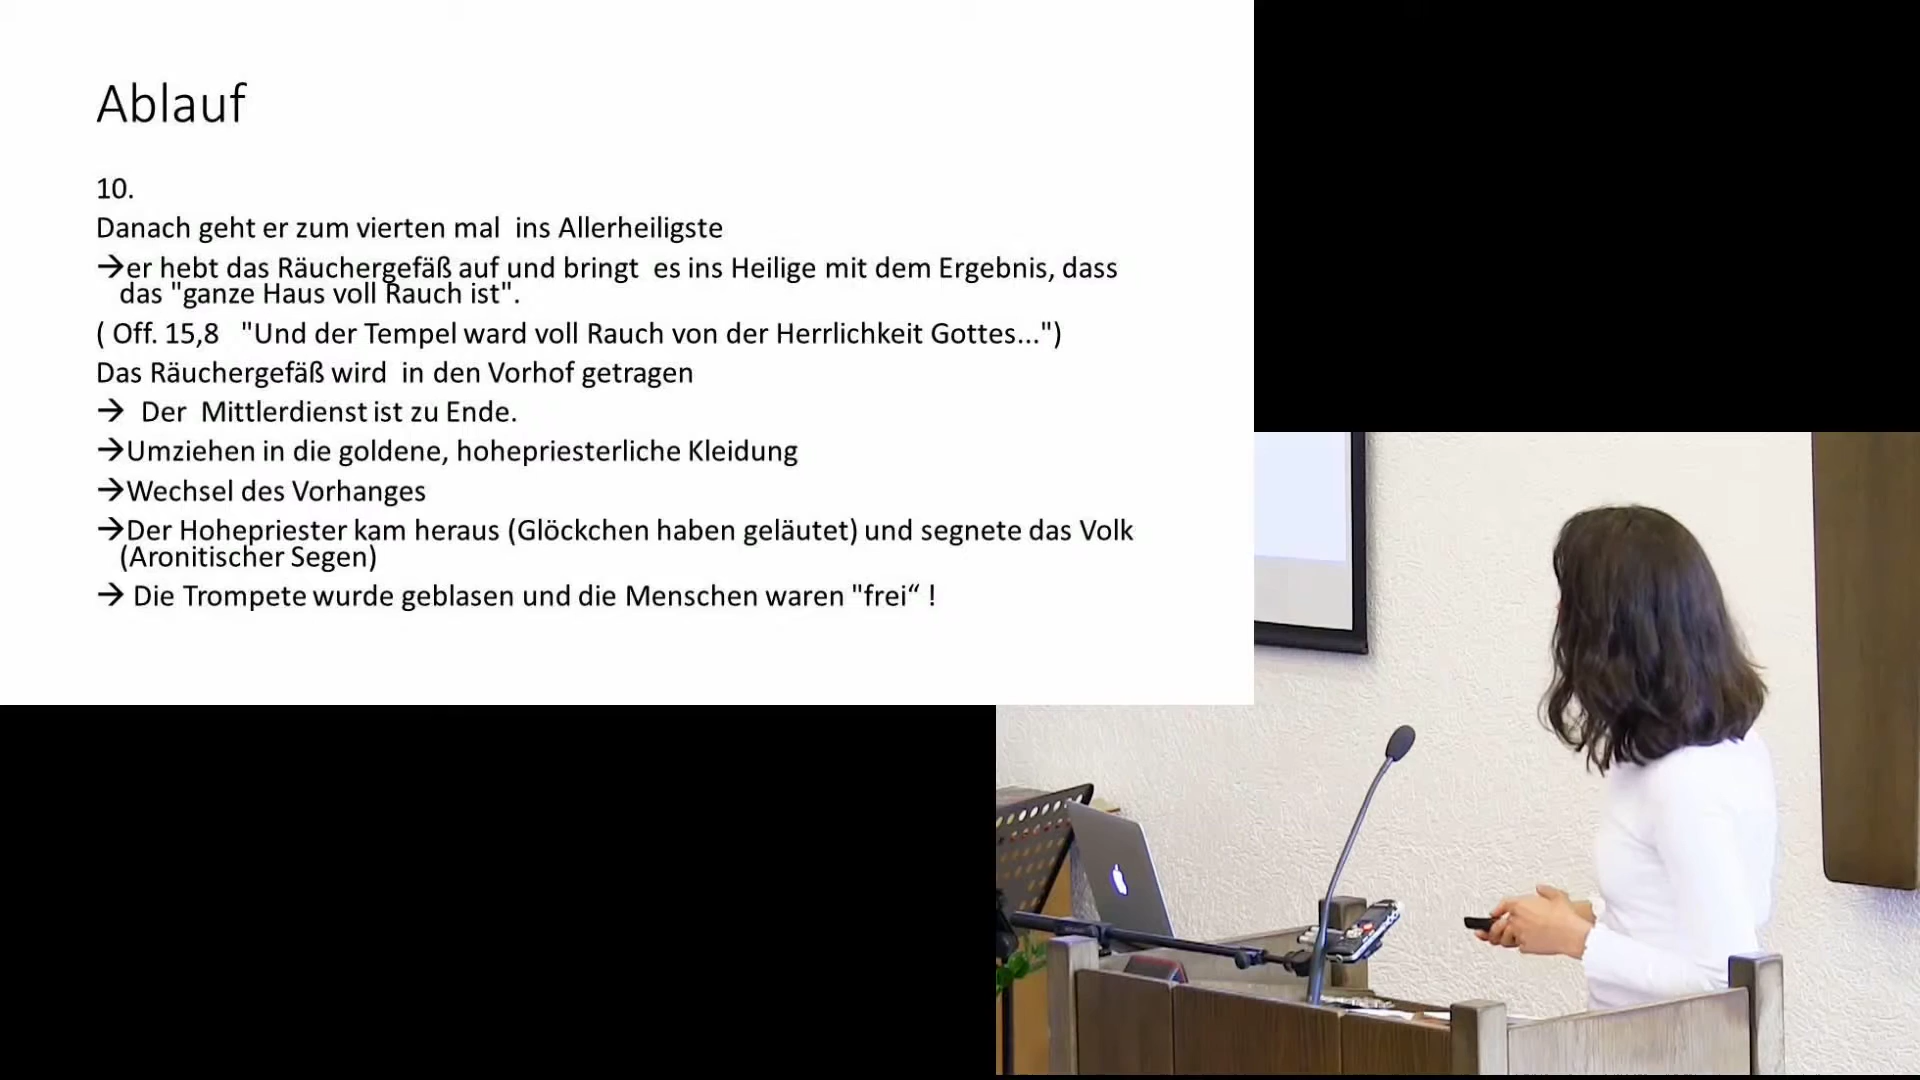 Ablauf
10.
Danach geht er zum vierten mal ins Allerheiligste
→er hebt das Räuchergefäß auf und bringt es ins Heilige mit dem Ergebnis, dass
das "ganze Haus voll Rauch ist".
( Off. 15,8 "Und der Tempel ward voll Rauch von der Herrlichkeit Gottes...")
Das Räuchergefäß wird in den Vorhof getragen
→ Der Mittlerdienst ist zu Ende.
→Umziehen in die goldene, hohepriesterliche Kleidung
→Wechsel des Vorhanges
→Der Hohepriester kam heraus (Glöckchen haben geläutet) und segnete das Volk
(Aronitischer Segen)
→ Die Trompete wurde geblasen und die Menschen waren "frei“ !